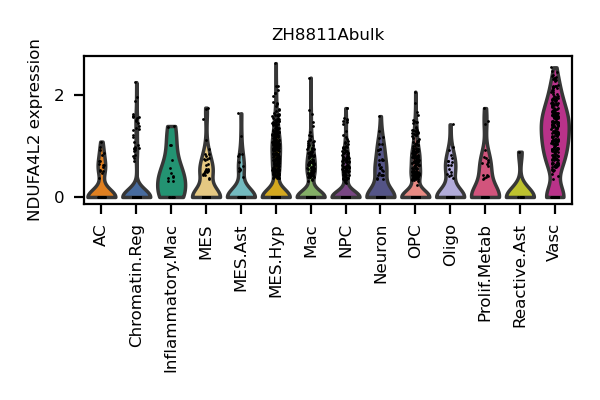 ZH8811Abulk
NDUFA4L2 expression
2
0
AC
Chromatin.Reg
Inflammatory.Mac
MES
MES.Ast
MES.Hyp
Mac
NPC
Neuron
OPC
Oligo
Prolif.Metab
Reactive.Ast
Vasc